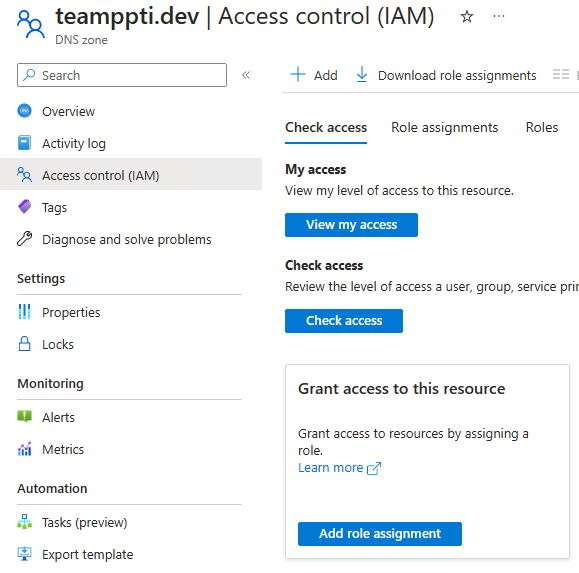 teamppti.dev | Access control (IAM)
DNS zone
Search
Add
Download role assignments
Overview
Activity log
Access control (IAM)
Tags
Diagnose and solve problems
Settings
Properties
Locks
Monitoring
Alerts
Metrics
Automation
Tasks (preview)
Export template
Check access
Role assignments
Roles
My access
View my level of access to this resource.
View my access
Check access
Review the level of access a user, group, service prin
Check access
Grant access to this resource
Grant access to resources by assigning a
role.
Learn more
Add role assignment